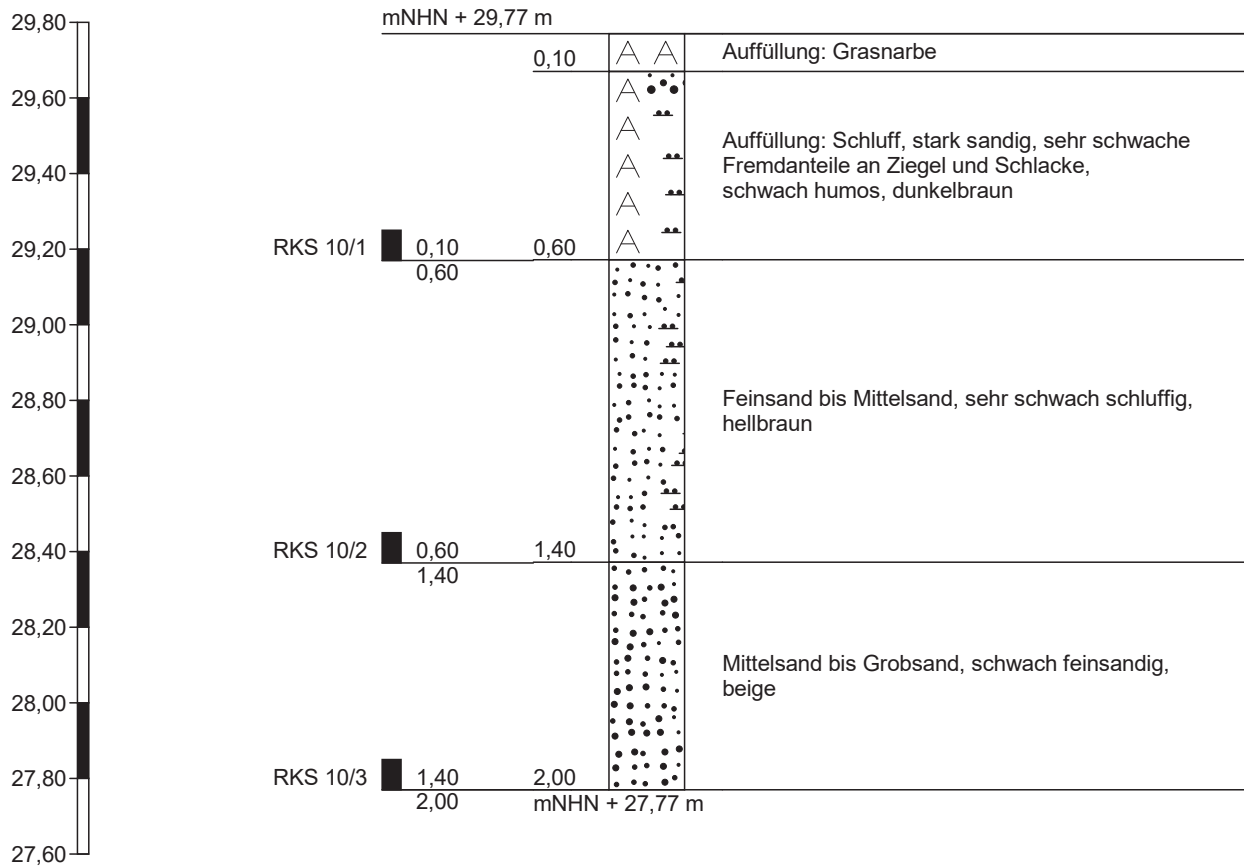 mNHN + 29,77 m
29,80
29,60
29,40
29,20
29,00
28,80
28,60
28,40
28,20
28,00
27,80
27,60
0,10
A A
Auffüllung: Grasnarbe
A
A
A
A
A
Auffüllung: Schluff, stark sandig, sehr schwache
Fremdanteile an Ziegel und Schlacke,
schwach humos, dunkelbraun
RKS 10/1 0,10 0,60
0,60
Feinsand bis Mittelsand, sehr schwach schluffig,
hellbraun
RKS 10/2 0,60 1,40
1,40
Mittelsand bis Grobsand, schwach feinsandig,
beige
RKS 10/3 1,40 2,00
2,00
mNHN + 27,77 m